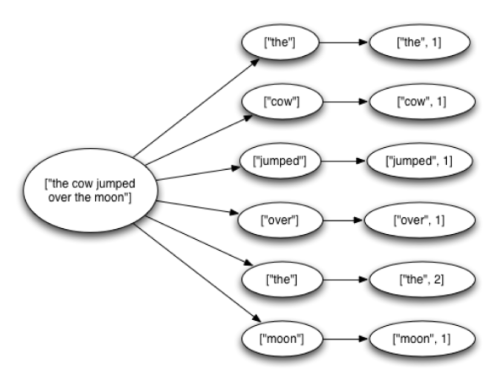 ["the"]
["the", 1]
["cow"]
["cow", 1]
["jumped"]
["jumped", 1]
["the cow jumped
over the moon"]
["over"]
["over", 1]
["the"]
["the", 2]
["moon"]
["moon", 1]